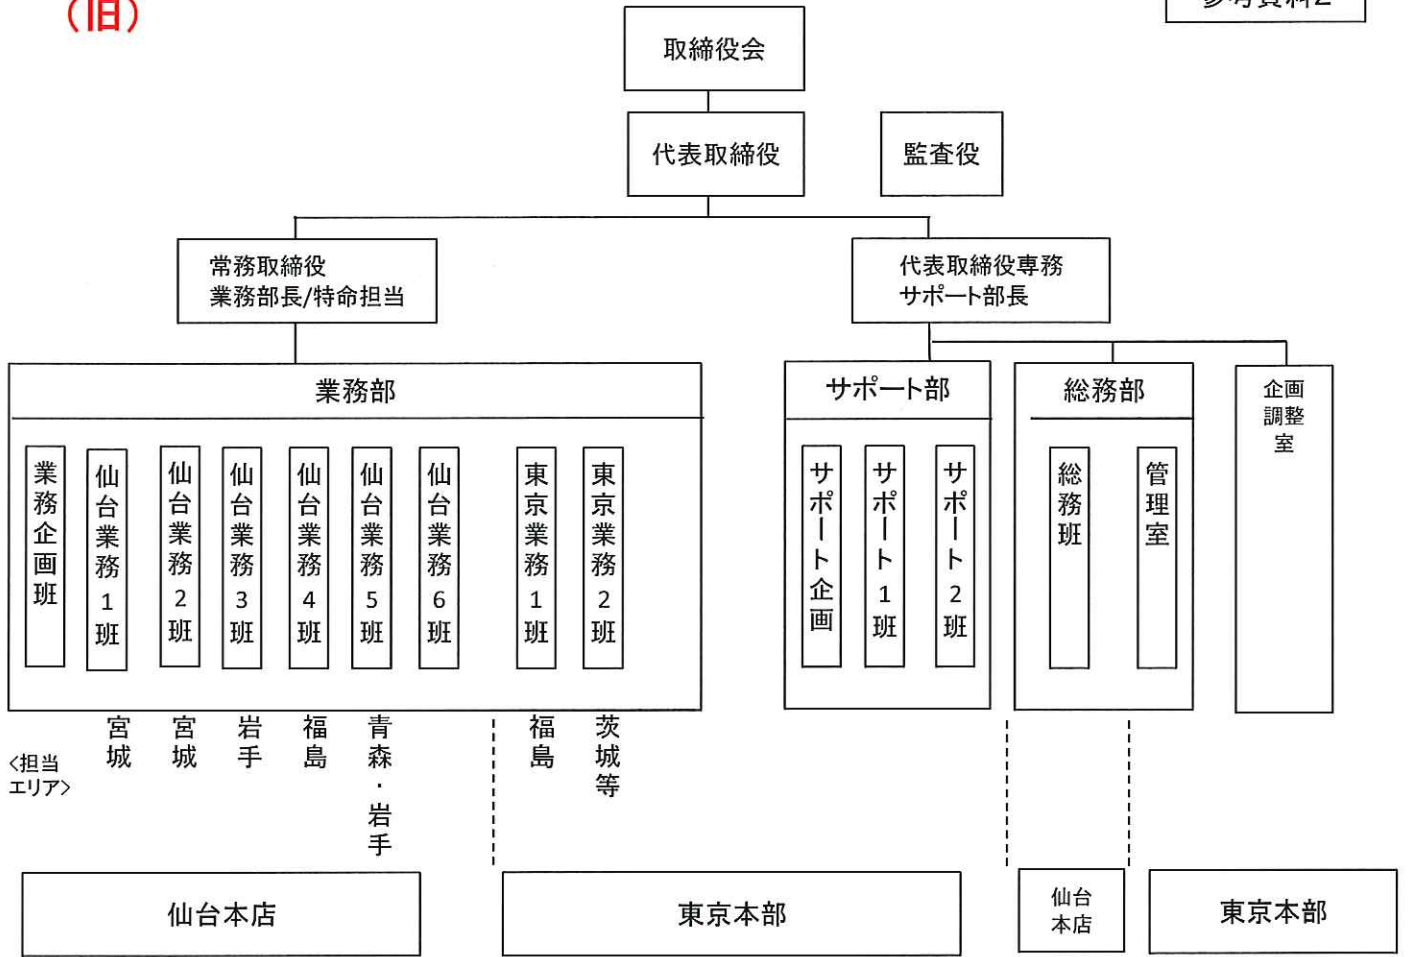 (旧)
参考資料2
取締役会
代表取締役
監査役
常務取締役
業務部長/特命担当
代表取締役専務
サポート部長
業務部
サポート部
総務部
企画
調整
室
業務企画班
仙台業務1班
仙台業務2班
仙台業務3班
仙台業務4班
仙台業務5班
仙台業務6班
東京業務1班
東京業務2班
サポート企画
サポート1班
サポート2班
総務班
管理室
<担当
エリア>
宮城
宮城
岩手
福島
青森・岩手
福島
茨城等
仙台本店
東京本部
仙台
本店
東京本部